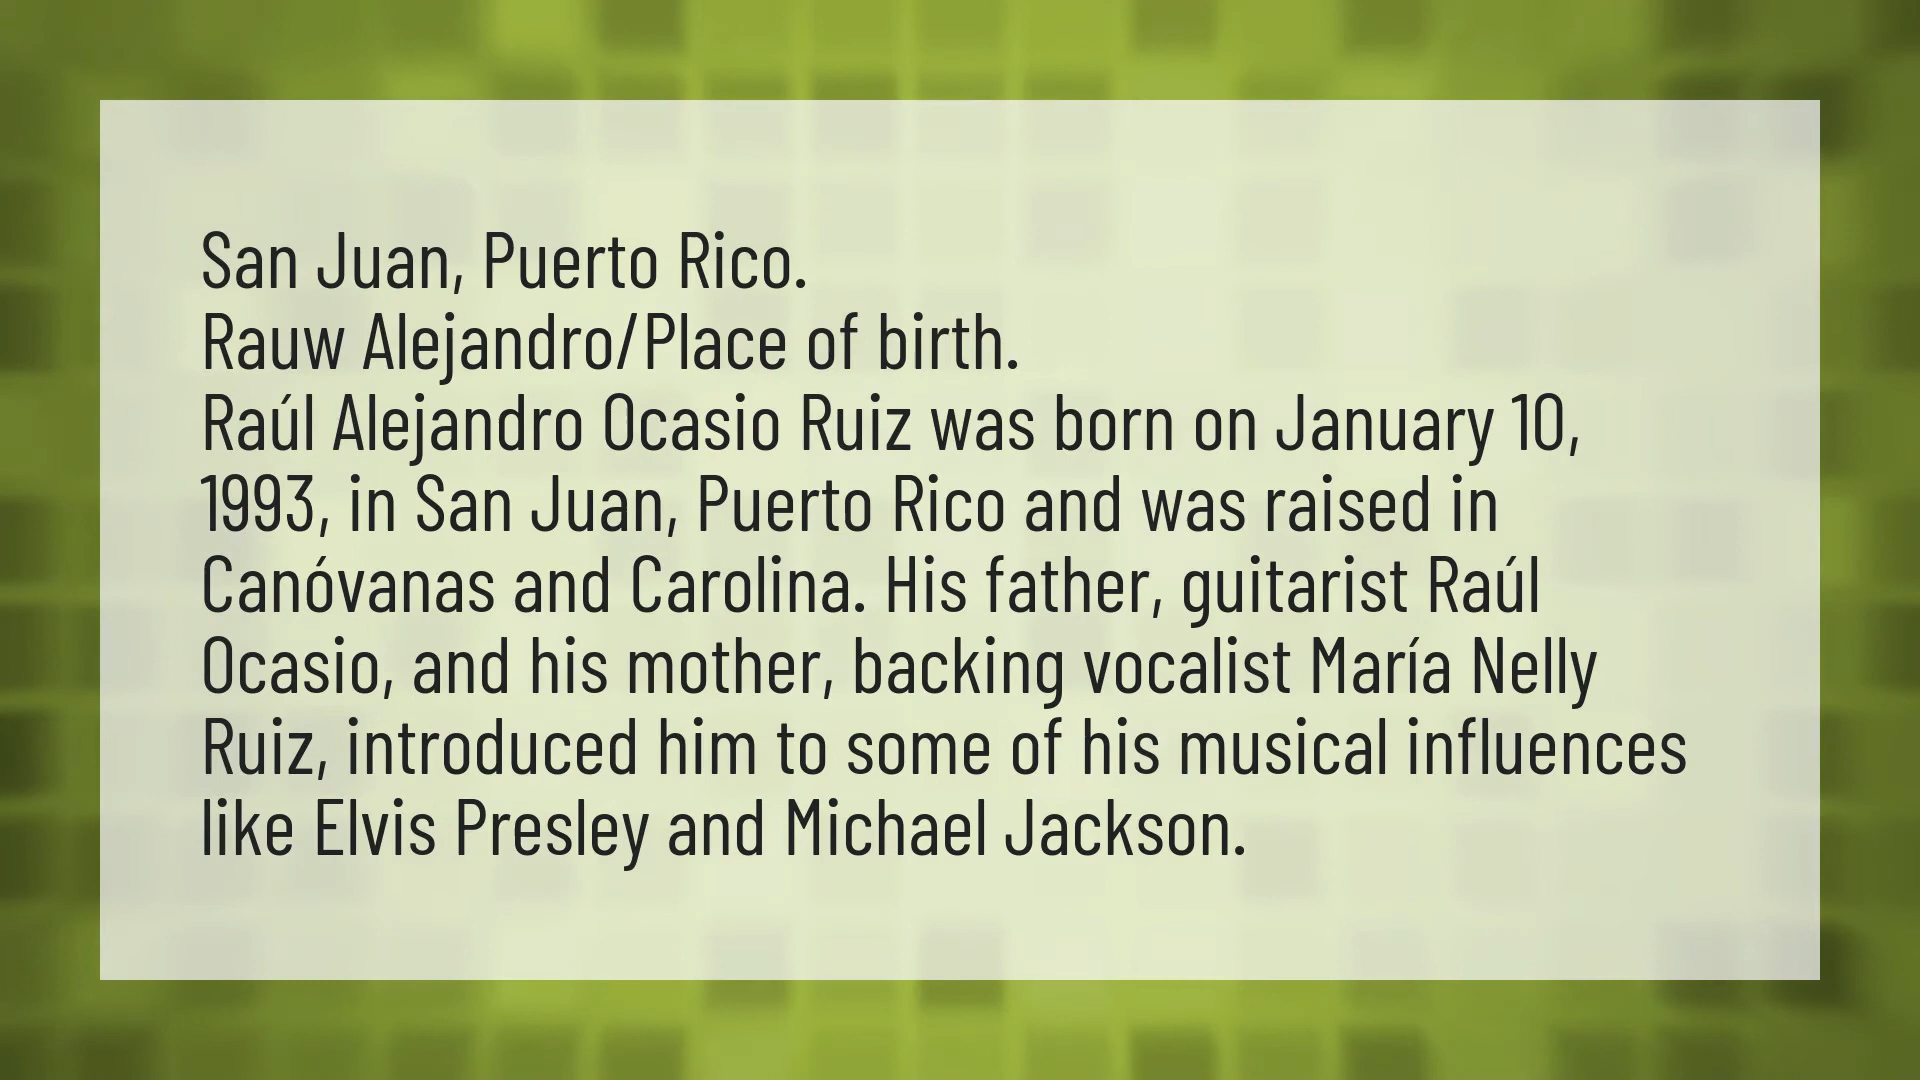 San Juan, Puerto Rico.
Rauw Alejandro/Place of birth.
Raúl Alejandro Ocasio Ruiz was born on January 10,
1993, in San Juan, Puerto Rico and was raised in
Canóvanas and Carolina. His father, guitarist Raúl
Ocasio, and his mother, backing vocalist María Nelly
Ruiz, introduced him to some of his musical influences
like Elvis Presley and Michael Jackson.